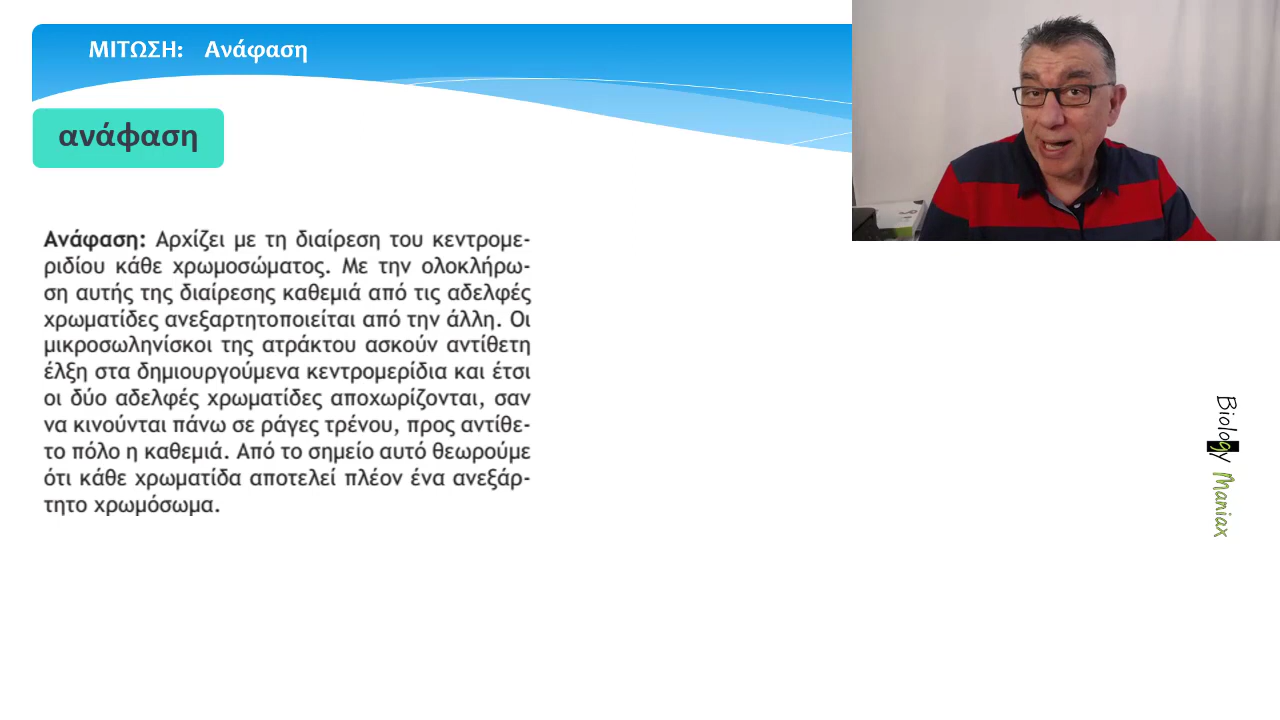 ΜΙΤΩΣΗ: Ανάφαση
ανάφαση
Ανάφαση: Αρχίζει με τη διαίρεση του κεντρομε-
ριδίου κάθε χρωμοσώματος. Με την ολοκλήρω-
ση αυτής της διαίρεσης καθεμιά από τις αδελφές
χρωματίδες ανεξαρτητοποιείται από την άλλη. Οι
μικροσωληνίσκοι της ατράκτου ασκούν αντίθετη
έλξη στα δημιουργούμενα κεντρομερίδια και έτσι
οι δύο αδελφές χρωματίδες αποχωρίζονται, σαν
να κινούνται πάνω σε ράγες τρένου, προς αντίθε-
το πόλο η καθεμιά. Από το σημείο αυτό θεωρούμε
ότι κάθε χρωματίδα αποτελεί πλέον ένα ανεξάρ-
τητο χρωμόσωμα.
Biology Maniax